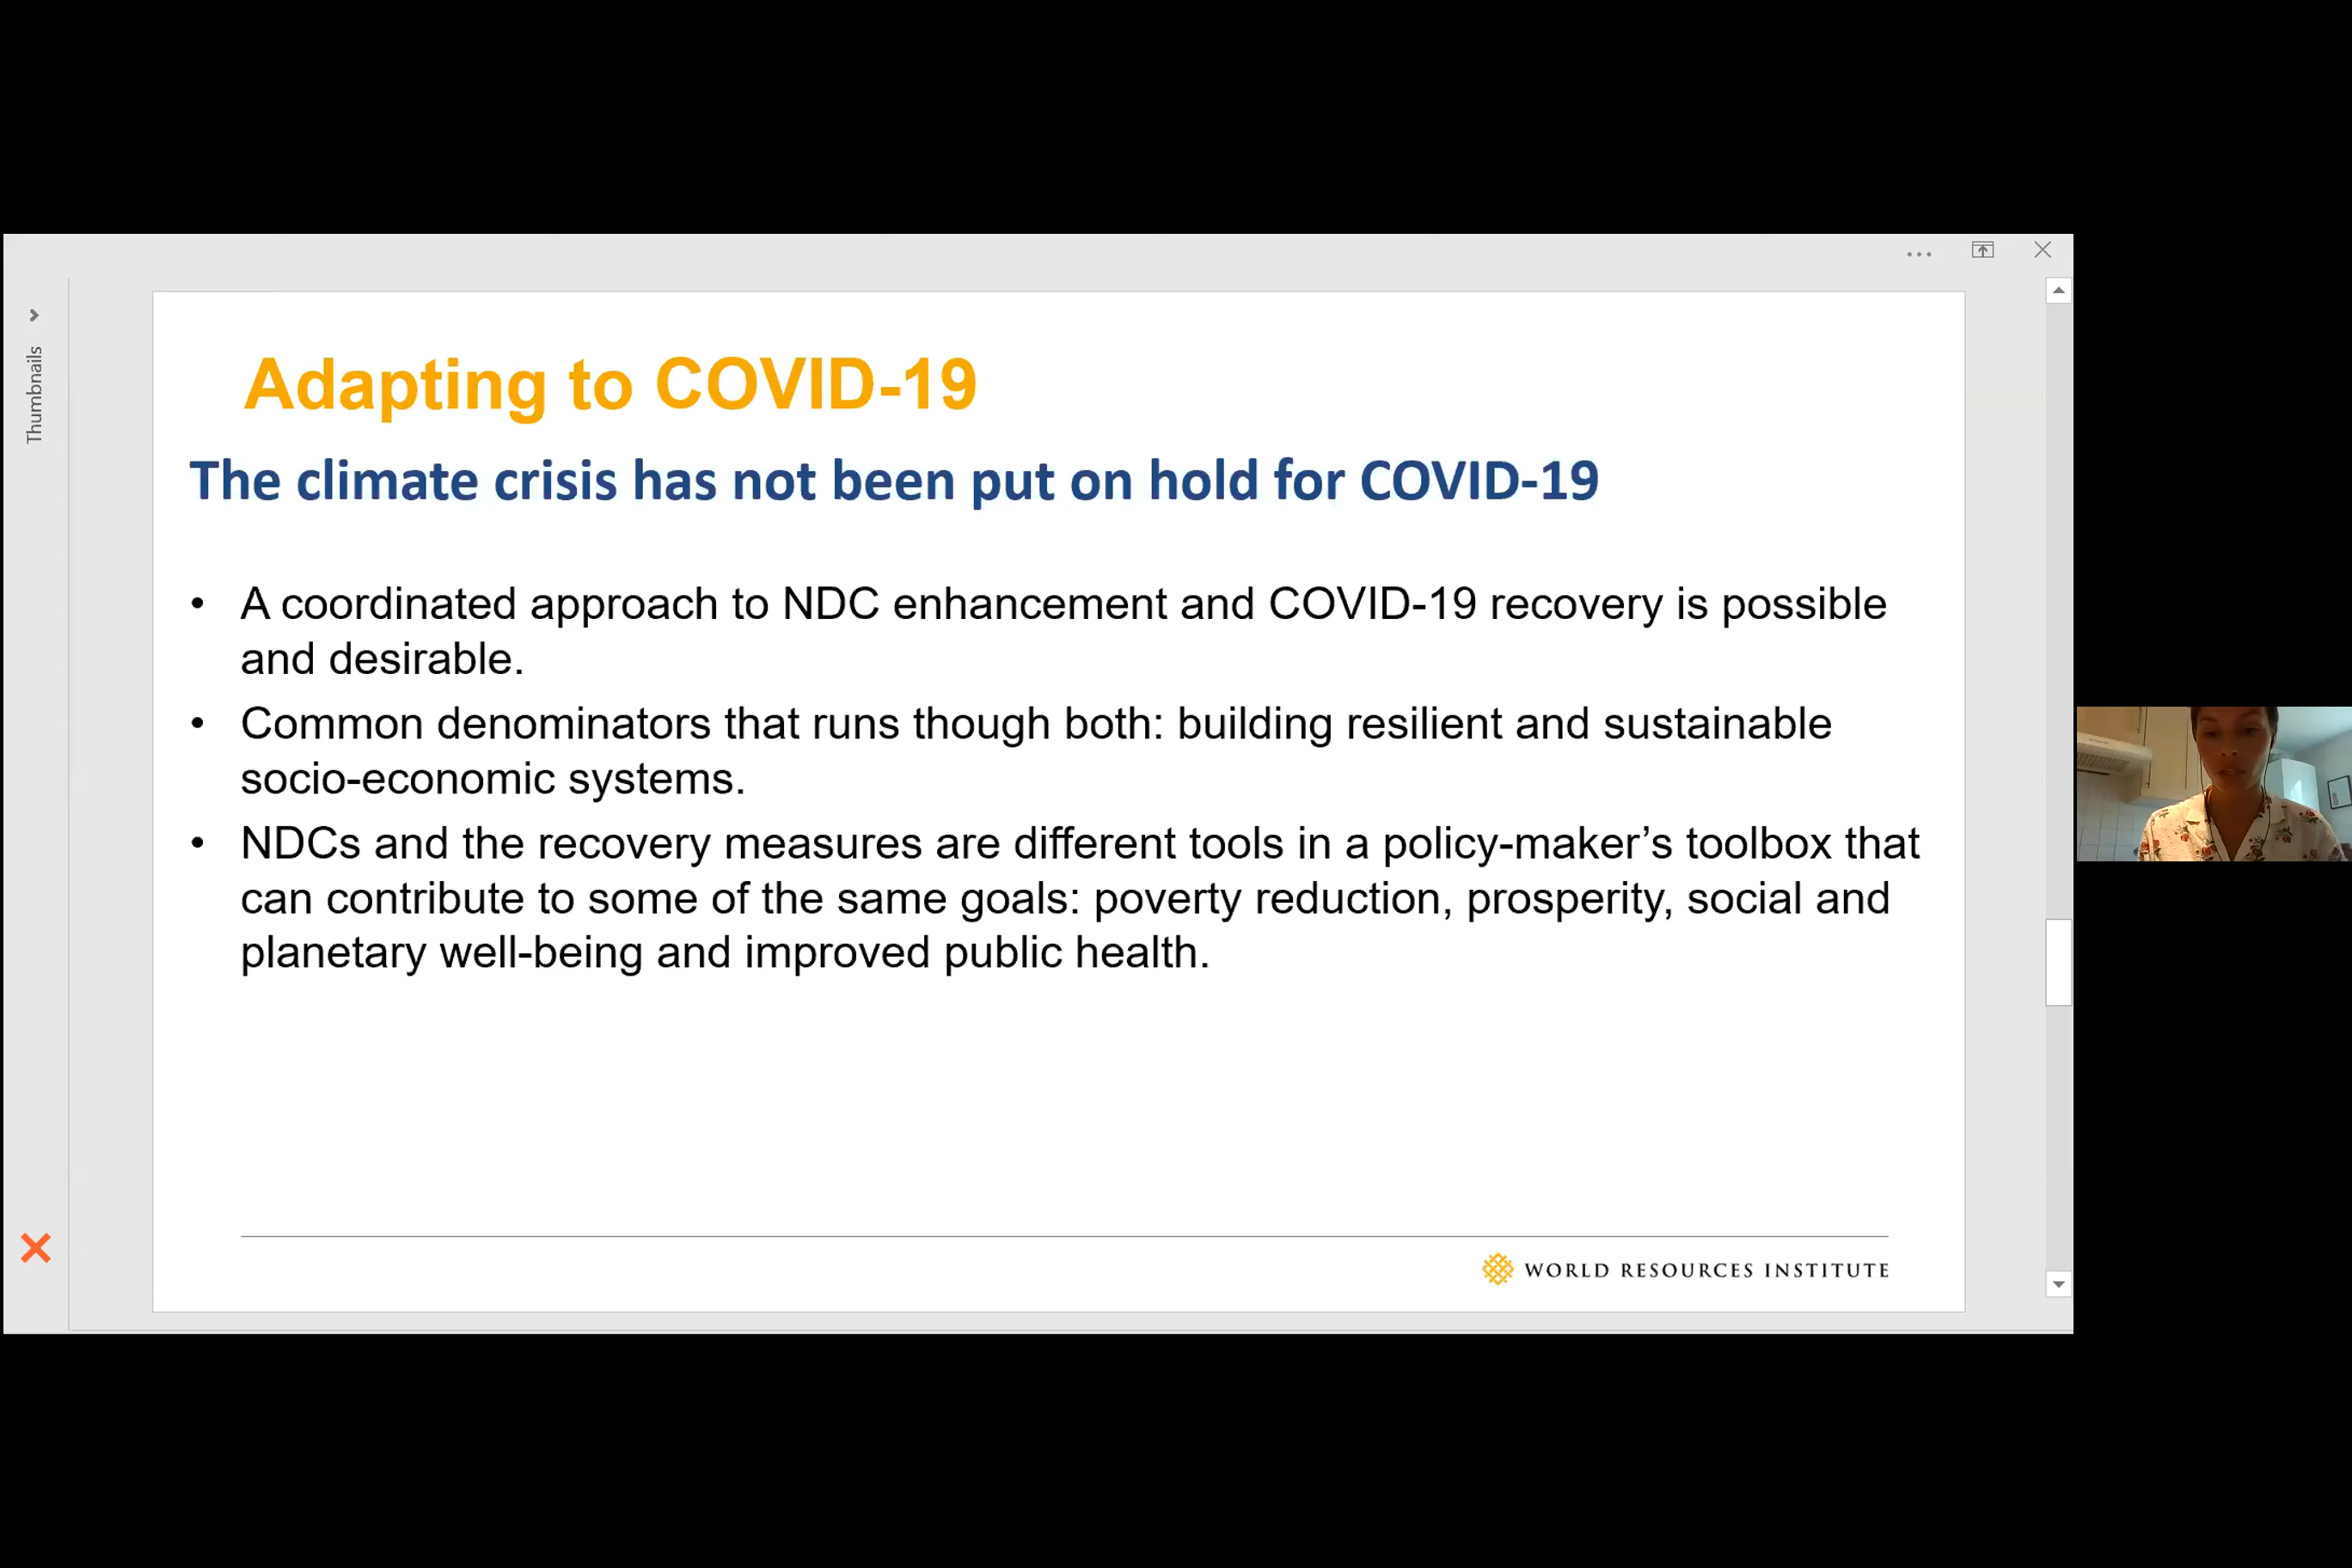 Thumbnails
Adapting to COVID-19
The climate crisis has not been put on hold for COVID-19
• A coordinated approach to NDC enhancement and COVID-19 recovery is possible
and desirable.
• Common denominators that runs though both: building resilient and sustainable
socio-economic systems.
• NDCs and the recovery measures are different tools in a policy-maker’s toolbox that
can contribute to some of the same goals: poverty reduction, prosperity, social and
planetary well-being and improved public health.
WORLD RESOURCES INSTITUTE